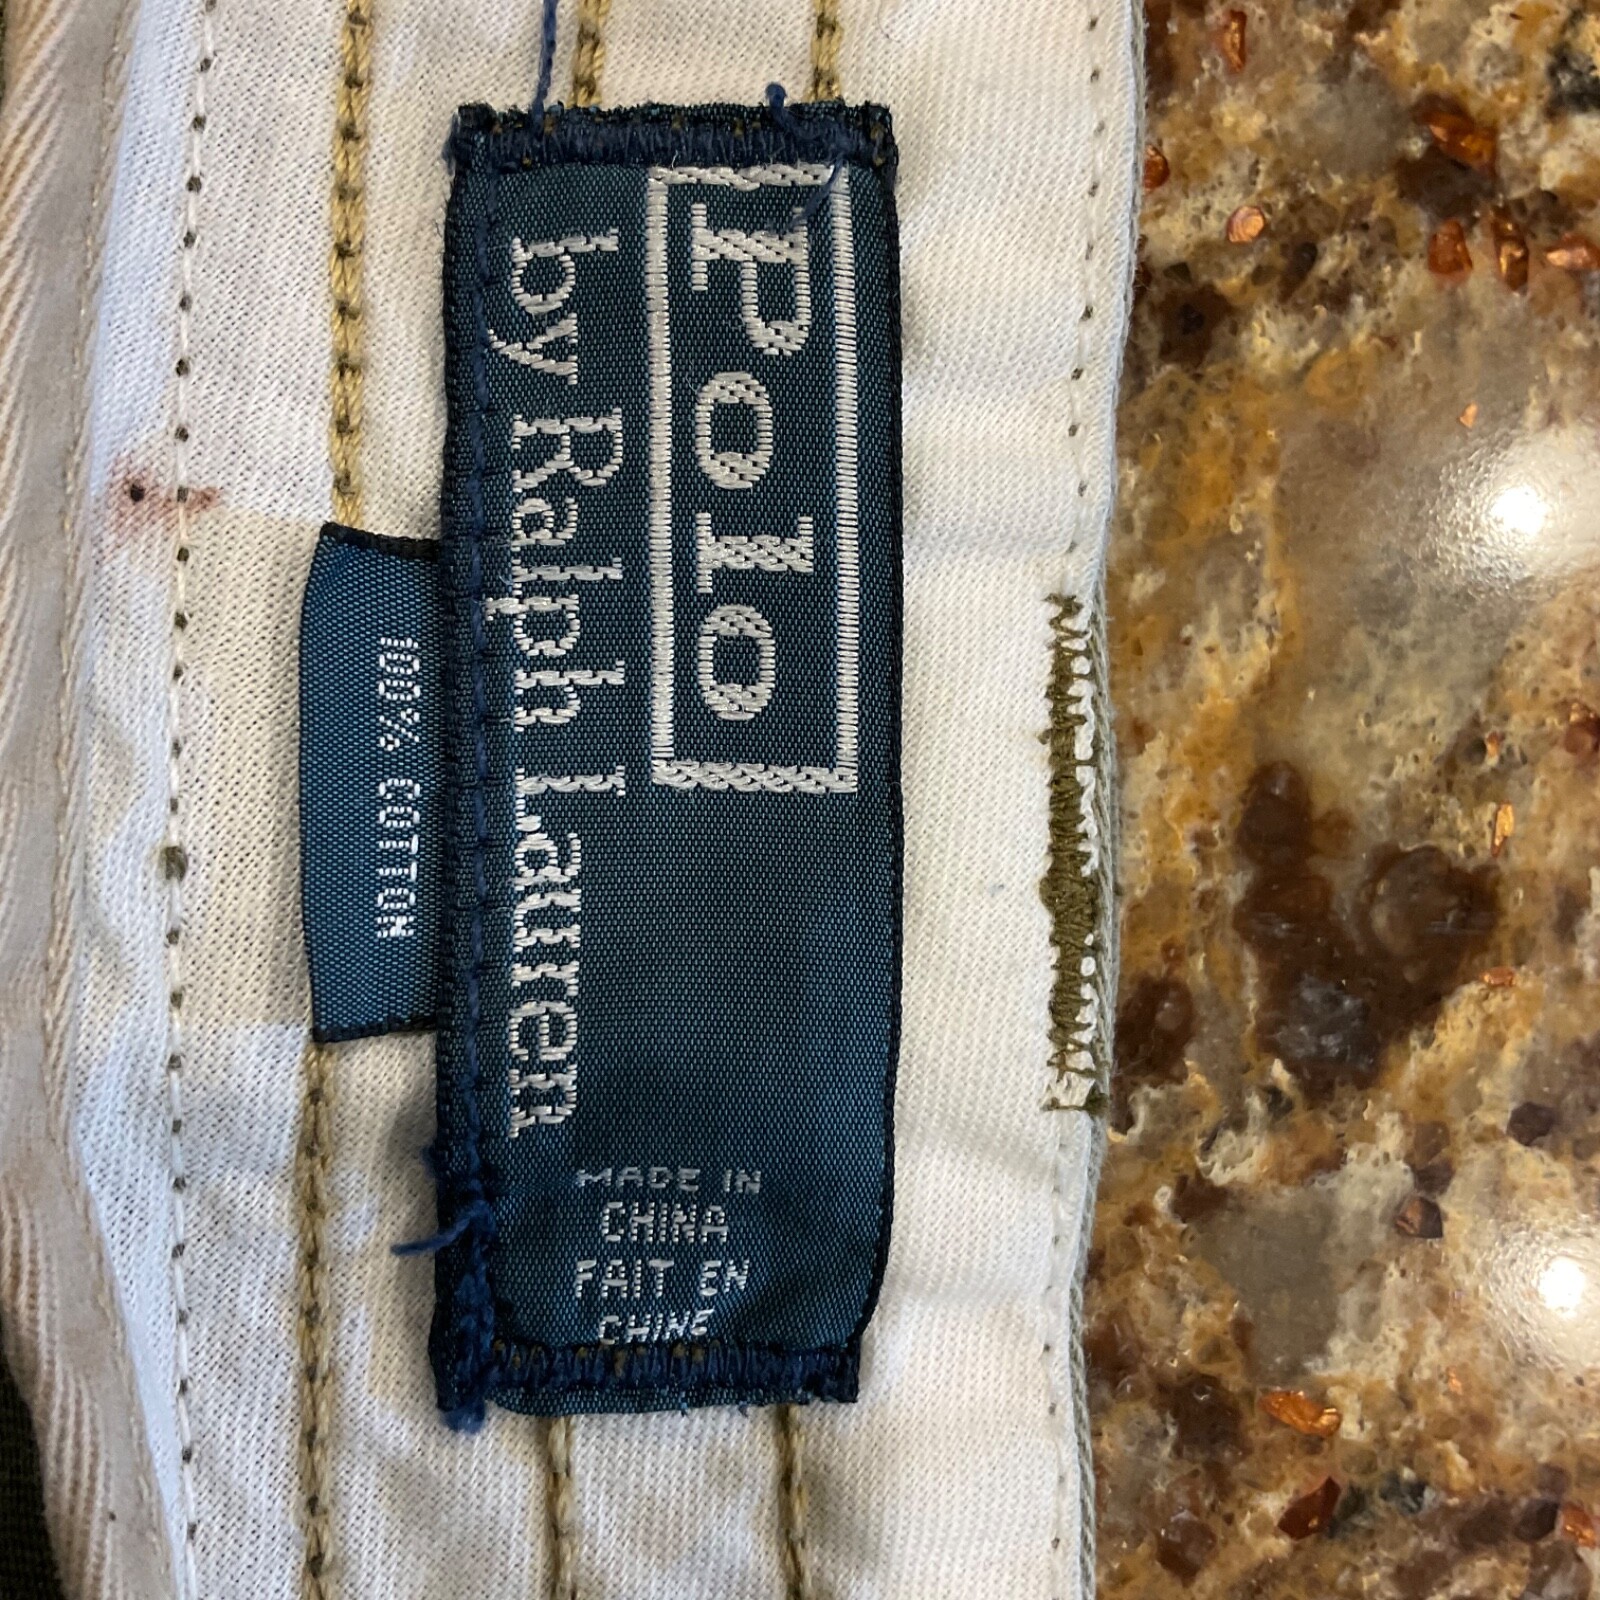 Polo
by Ralph Lauren
MADE IN
CHINA
FAIT EN
CHINE
100% COTTON